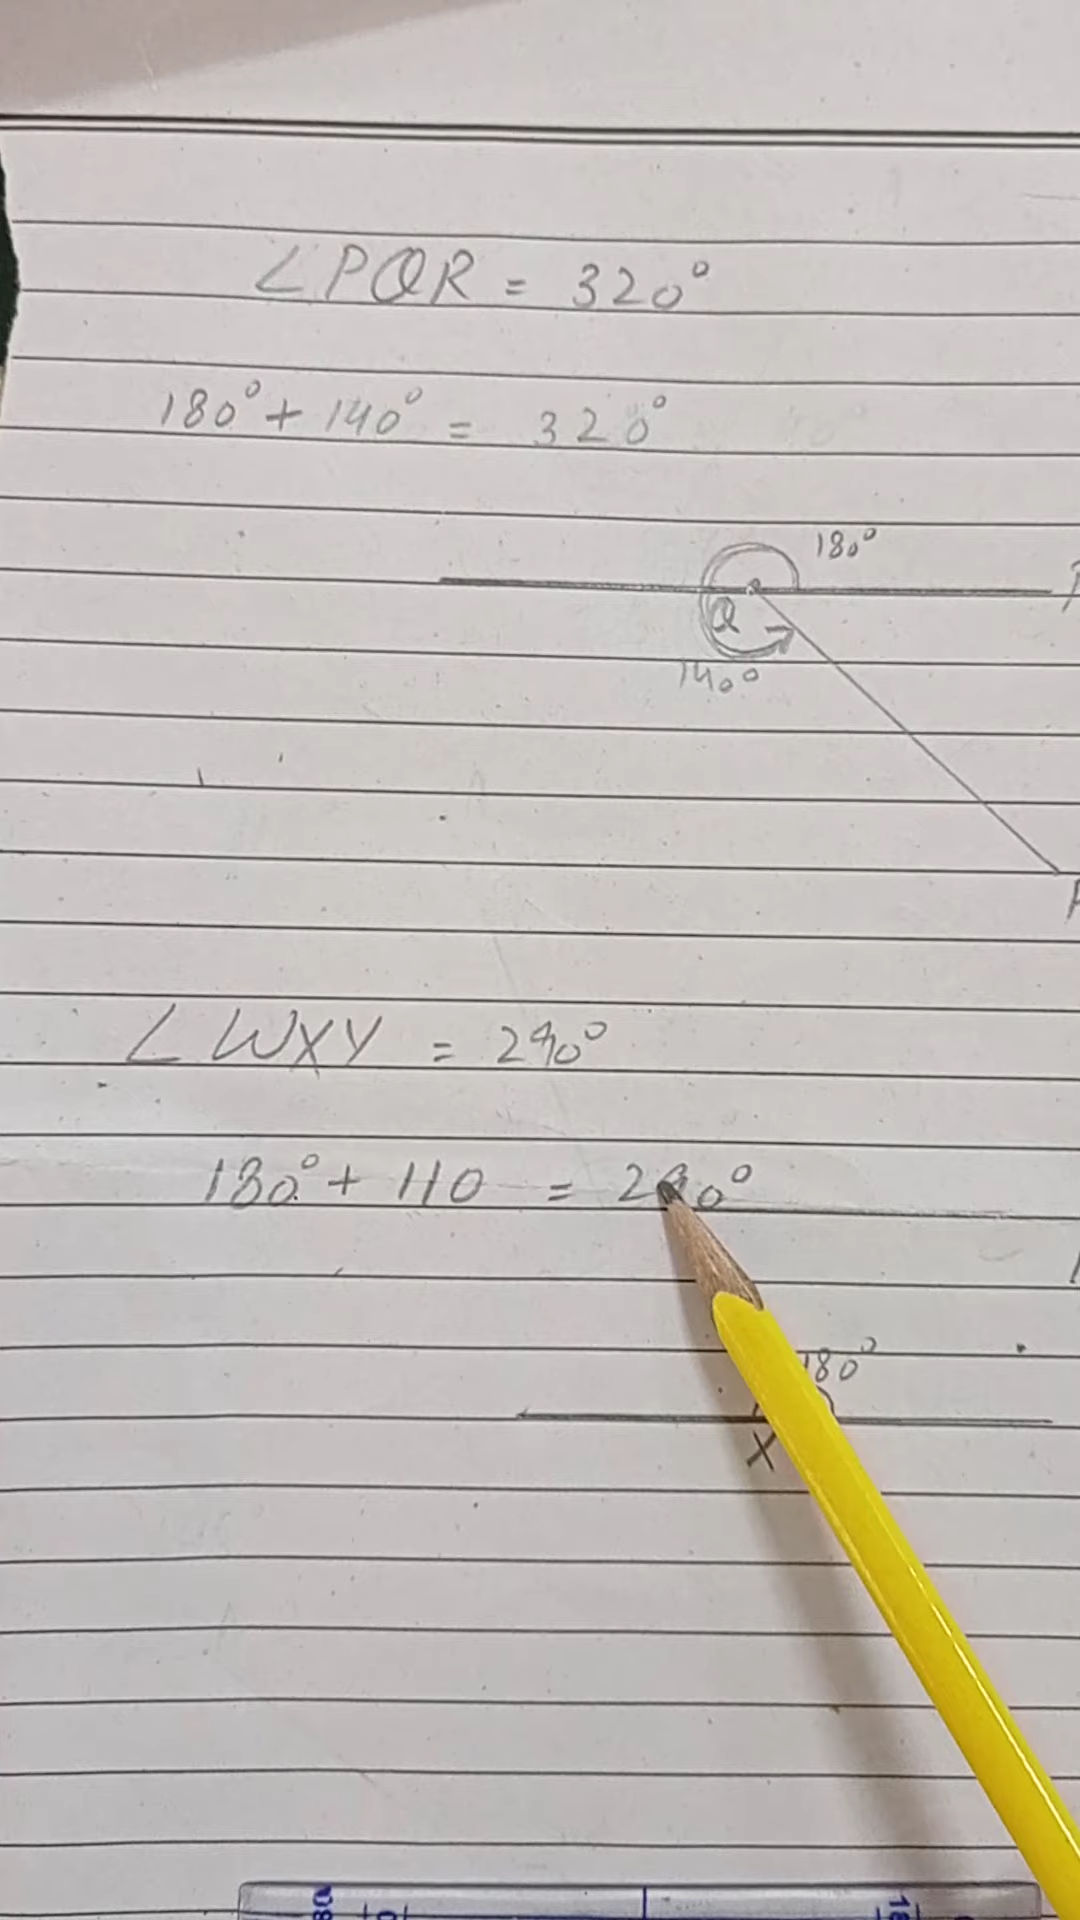 ∠PQR = 320°
180° + 140° = 320°
180°
Q
140°
∠WXY = 290°
180° + 110 = 290°
180°
X